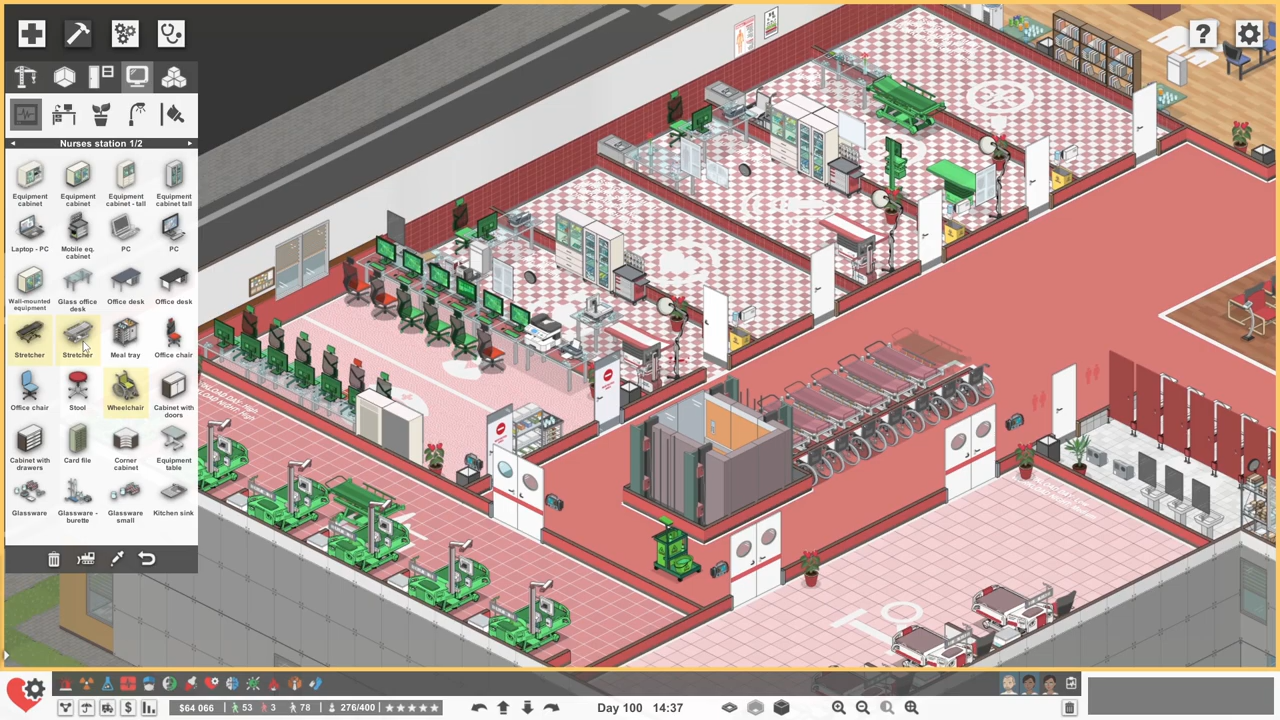 Nurses station 1/2
Equipment cabinet
Equipment cabinet
Equipment cabinet - tall
Equipment cabinet tall
Laptop - PC
Mobile eq. cabinet
PC
PC
Wall-mounted equipment
Glass office desk
Office desk
Office desk
Stretcher
Stretcher
Meal tray
Office chair
Office chair
Stool
Wheelchair
Cabinet with doors
Cabinet with drawers
Card file
Corner cabinet
Equipment table
Glassware
Glassware - burette
Glassware small
Kitchen sink
?
$64 066
53
3
78
276/400
Day 100 14:37